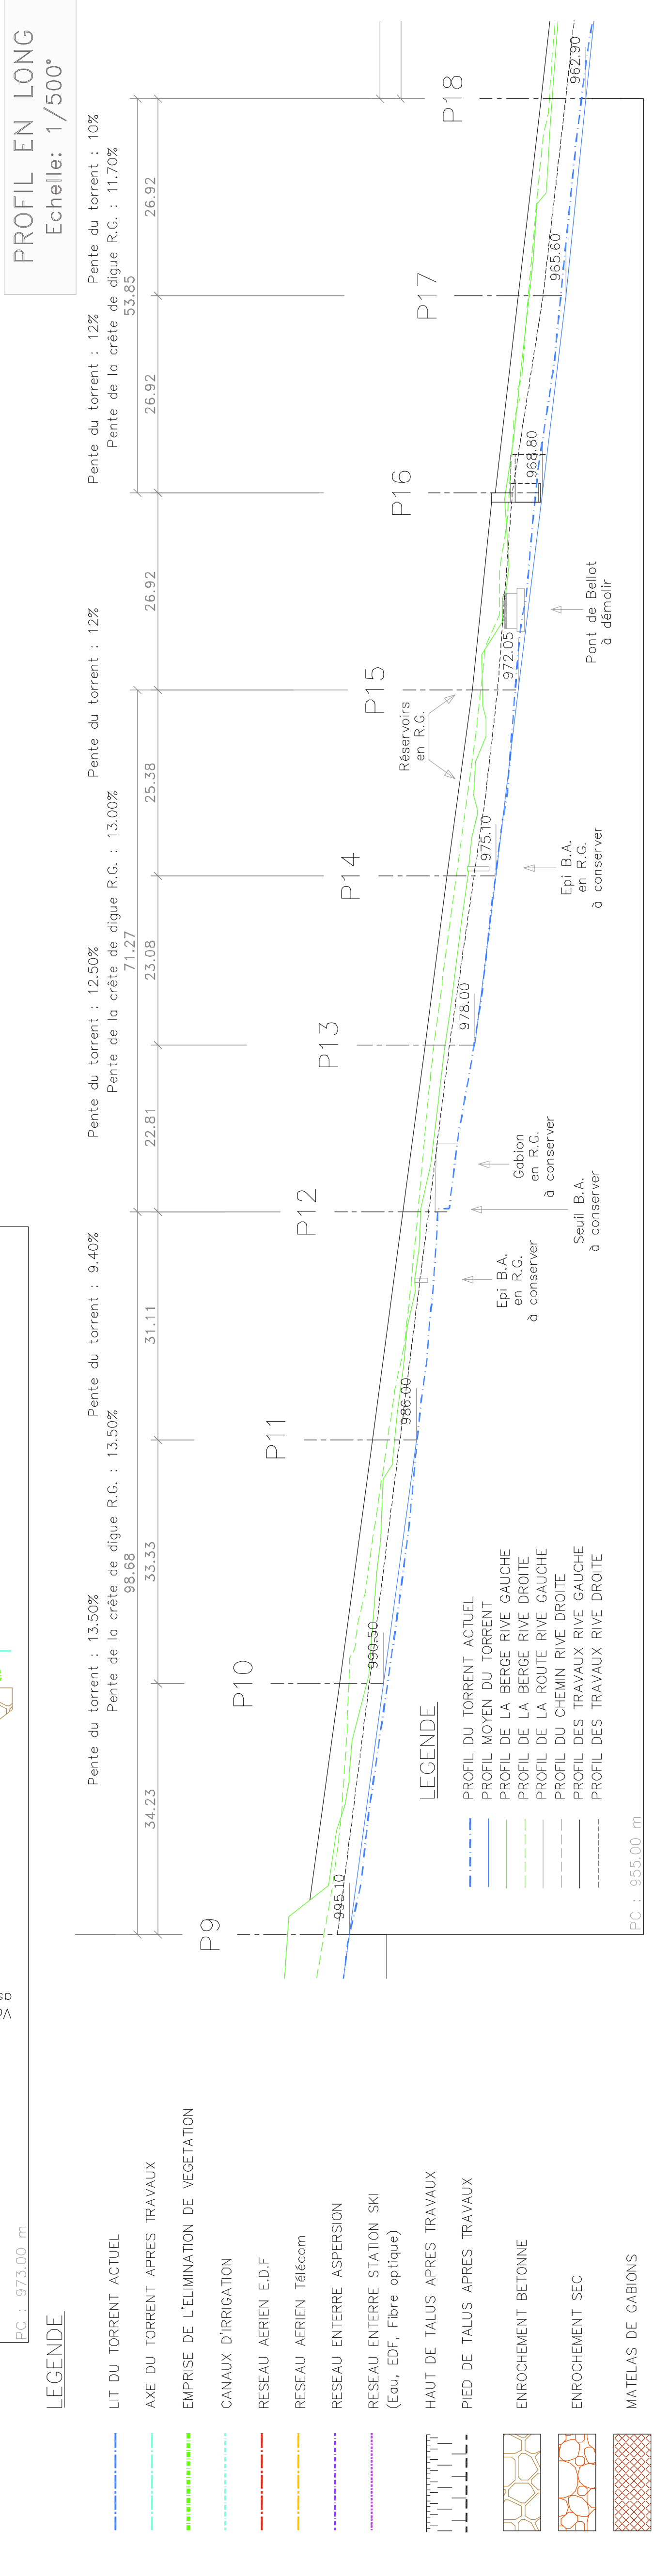 PROFIL EN LONG
Echelle: 1/500°
Pente du torrent : 13.50%
Pente du torrent : 9.40%
Pente du torrent : 12.50%
Pente du torrent : 12%
Pente du torrent : 12%
Pente du torrent : 10%
Pente de la crête de digue R.G. : 13.50%
Pente de la crête de digue R.G. : 13.00%
Pente de la crête de digue R.G. : 11.70%
98.68
71.27
53.85
34.23
33.33
31.11
22.81
23.08
25.38
26.92
26.92
26.92
P9
P10
P11
P12
P13
P14
P15
P16
P17
P18
995.10
990.50
986.00
978.00
975.10
972.05
968.80
965.60
962.90
Réservoirs
en R.G.
Epi B.A.
en R.G.
à conserver
Seuil B.A.
à conserver
Gabion
en R.G.
à conserver
Epi B.A.
en R.G.
à conserver
Pont de Bellot
à démolir
LEGENDE
PROFIL DU TORRENT ACTUEL
PROFIL MOYEN DU TORRENT
PROFIL DE LA BERGE RIVE GAUCHE
PROFIL DE LA BERGE RIVE DROITE
PROFIL DE LA ROUTE RIVE GAUCHE
PROFIL DU CHEMIN RIVE DROITE
PROFIL DES TRAVAUX RIVE GAUCHE
PROFIL DES TRAVAUX RIVE DROITE
PC : 955.00 m
PC : 973.00 m
LEGENDE
LIT DU TORRENT ACTUEL
AXE DU TORRENT APRES TRAVAUX
EMPRISE DE L'ELIMINATION DE VEGETATION
CANAUX D'IRRIGATION
RESEAU AERIEN E.D.F
RESEAU AERIEN Télécom
RESEAU ENTERRE ASPERSION
RESEAU ENTERRE STATION SKI
(Eau, EDF, Fibre optique)
HAUT DE TALUS APRES TRAVAUX
PIED DE TALUS APRES TRAVAUX
ENROCHEMENT BETONNE
ENROCHEMENT SEC
MATELAS DE GABIONS